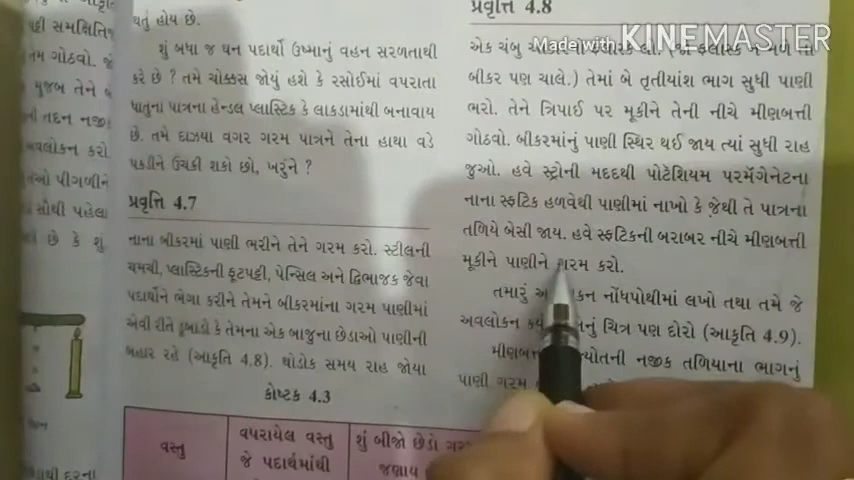 થતું હોય છે.
શું બધા જ ઘન પદાર્થો ઉષ્માનું વહન સરળતાથી
કરે છે ? તમે ચોક્કસ જોયું હશે કે રસોઈમાં વપરાતા
ધાતુના પાત્રના હેન્ડલ પ્લાસ્ટિક કે લાકડામાંથી બનાવાય
છે. તમે દાઝ્યા વગર ગરમ પાત્રને તેના હાથા વડે
પકડીને ઉંચકી શકો છો, ખરુંને ?
પ્રવૃત્તિ 4.7
નાના બીકરમાં પાણી ભરીને તેને ગરમ કરો. સ્ટીલની
ચમચી, પ્લાસ્ટિકની ફૂટપટ્ટી, પેન્સિલ અને દ્વિભાજક જેવા
પદાર્થોને ભેગા કરીને તેમને બીકરમાંના ગરમ પાણીમાં
એવી રીતે ડૂબાડો કે તેમના એક બાજુના છેડાઓ પાણીની
બહાર રહે (આકૃતિ 4.8). થોડોક સમય રાહ જોયા
કોષ્ટક 4.3
વસ્તુ
વપરાયેલ વસ્તુ
જે પદાર્થમાંથી
શું બીજો છેડો
જણાય
પ્રવૃત્તિ 4.8
એક ચંબુ
બીકર પણ ચાલે.) તેમાં બે તૃતીયાંશ ભાગ સુધી પાણી
ભરો. તેને ત્રિપાઈ પર મૂકીને તેની નીચે મીણબત્તી
ગોઠવો. બીકરમાંનું પાણી સ્થિર થઈ જાય ત્યાં સુધી રાહ
જુઓ. હવે સ્ટ્રોની મદદથી પોટેશિયમ પરમેંગેનેટના
નાના સ્ફટિક હળવેથી પાણીમાં નાખો કે જેથી તે પાત્રના
તળિયે બેસી જાય. હવે સ્ફટિકની બરાબર નીચે મીણબત્તી
મૂકીને પાણીને ગરમ કરો.
તમારું નોંધપોથીમાં લખો તથા તમે જે
અવલોકન ચિત્ર પણ દોરો (આકૃતિ 4.9).
નજીક તળિયાના ભાગનું
પાણી ગરમ
Made with KINEMASTER